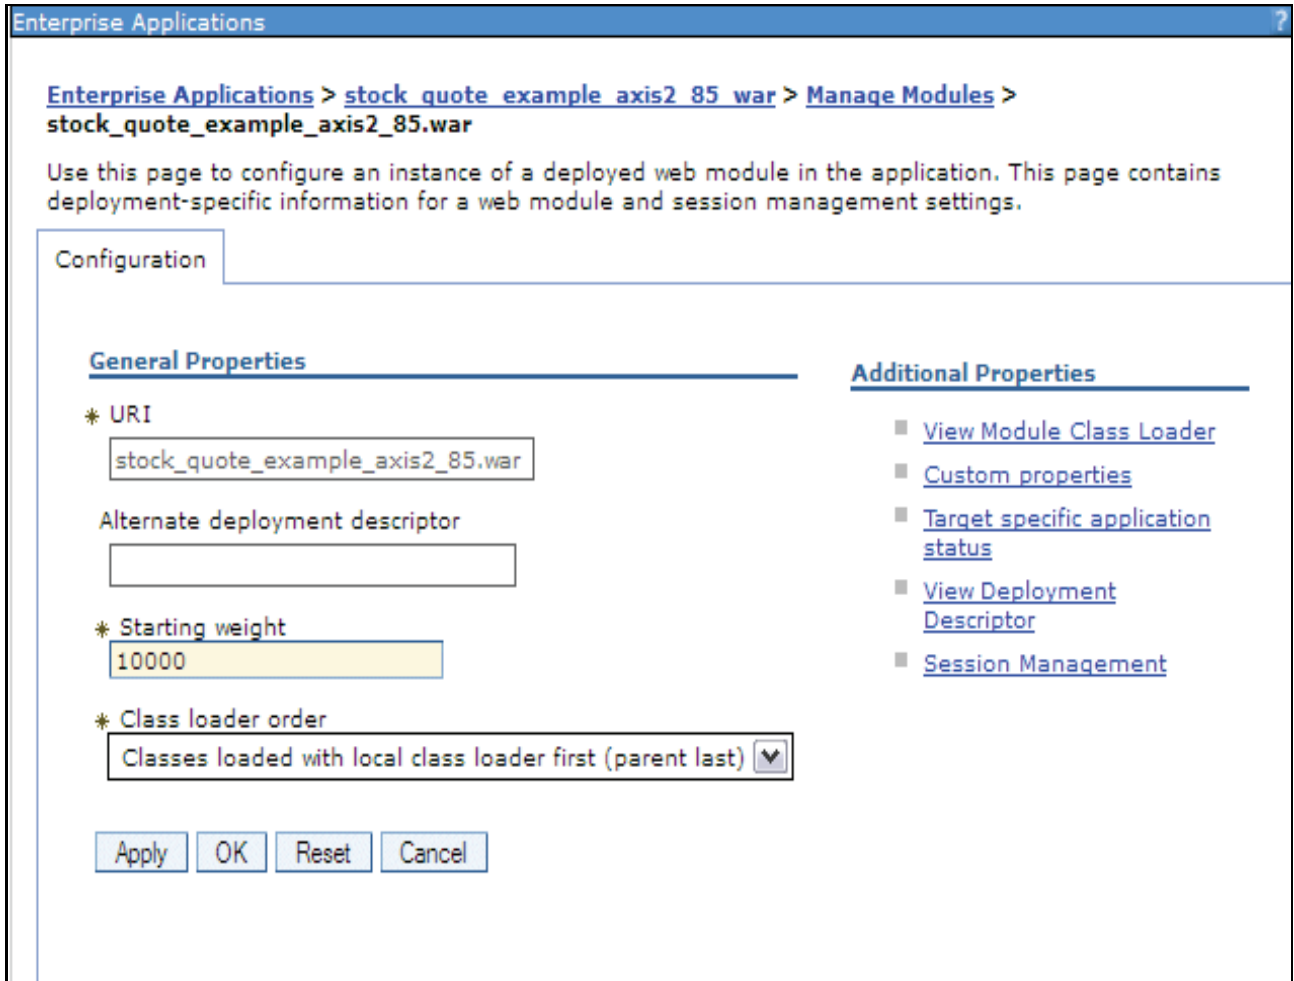 Enterprise Applications ?
Enterprise Applications > stock_quote_example_axis2_85_war > Manage Modules >
stock_quote_example_axis2_85.war
Use this page to configure an instance of a deployed web module in the application. This page contains
deployment-specific information for a web module and session management settings.
Configuration
General Properties
* URI
stock_quote_example_axis2_85.war
Alternate deployment descriptor
* Starting weight
10000
* Class loader order
Classes loaded with local class loader first (parent last)
Apply OK Reset Cancel
Additional Properties
View Module Class Loader
Custom properties
Target specific application
status
View Deployment
Descriptor
Session Management